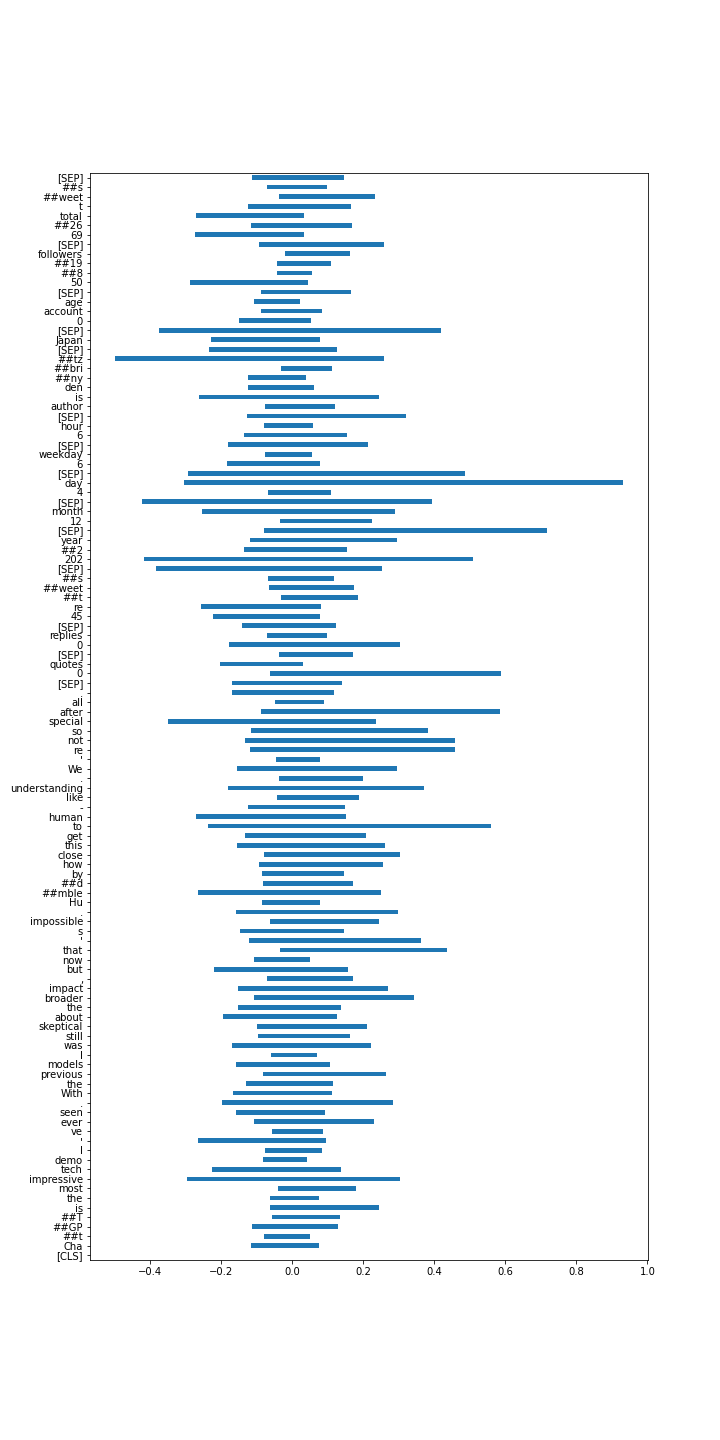 [SEP]
##s
##weet
t
total
##26
69
[SEP]
followers
##19
##8
50
[SEP]
age
account
0
[SEP]
Japan
[SEP]
##tz
##bri
##ny
den
is
author
[SEP]
hour
6
[SEP]
weekday
6
[SEP]
day
4
[SEP]
month
12
[SEP]
year
##2
202
[SEP]
##s
##weet
##t
re
45
[SEP]
replies
0
[SEP]
quotes
0
[SEP]
.
all
after
special
so
not
re
'
We
.
understanding
like
-
human
to
get
this
close
how
by
##d
##mble
Hu
.
impossible
s
'
that
now
but
,
impact
broader
the
about
skeptical
still
was
I
models
previous
the
With
.
seen
ever
ve
'
I
demo
tech
impressive
most
the
is
##T
##GP
##t
Cha
[CLS]
−0.4 −0.2 0.0 0.2 0.4 0.6 0.8 1.0